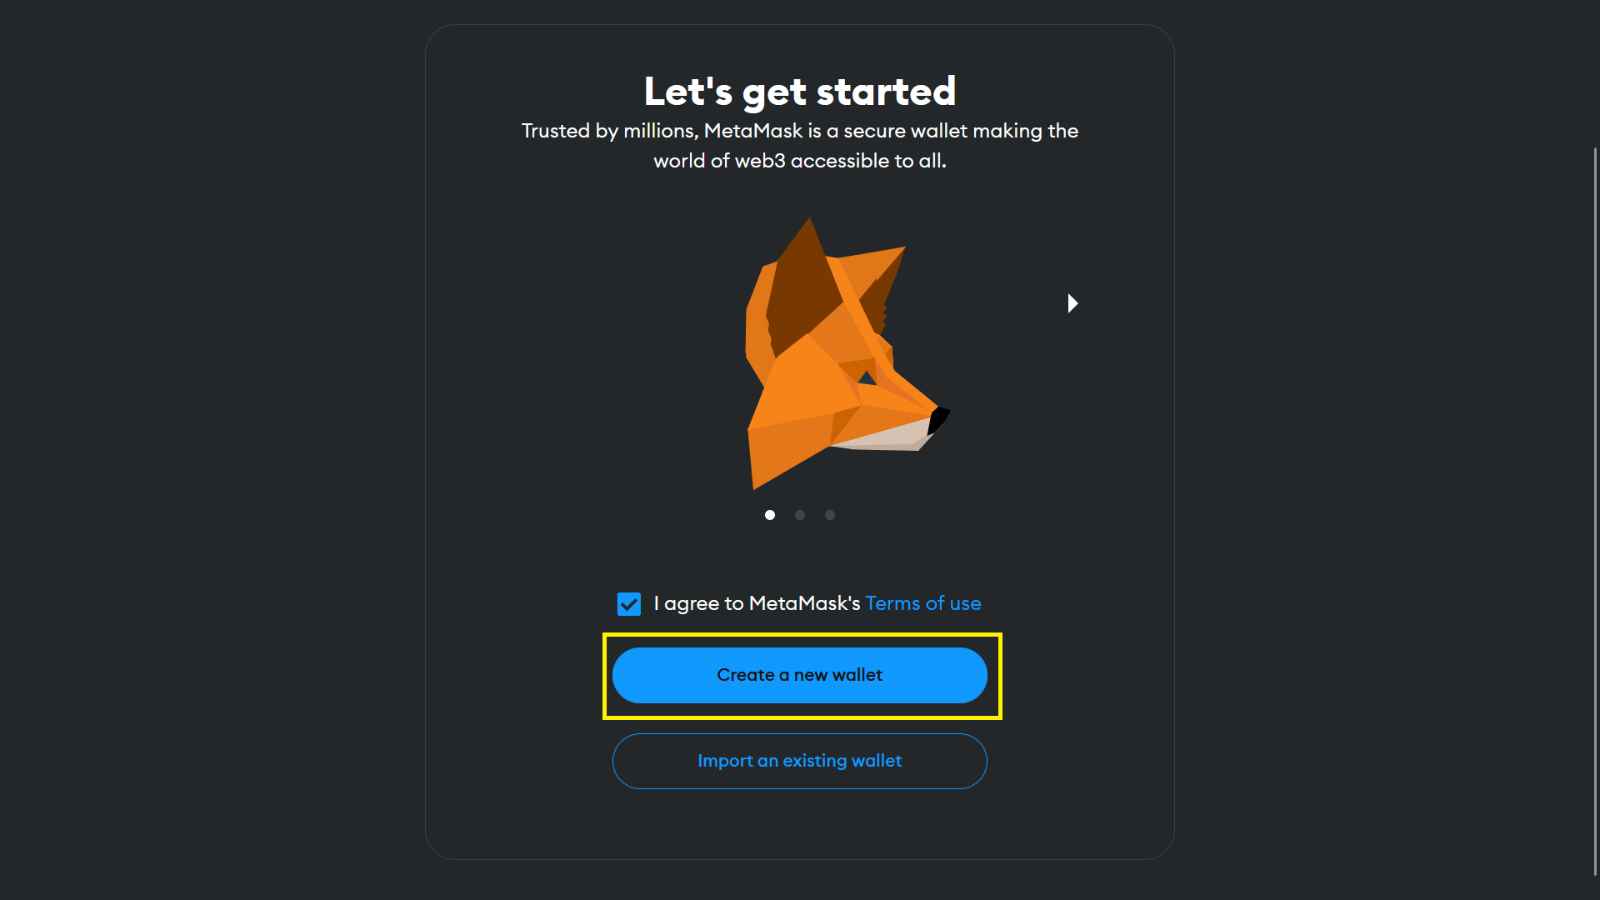 Let's get started
Trusted by millions, MetaMask is a secure wallet making the
world of web3 accessible to all.
I agree to MetaMask's Terms of use
Create a new wallet
Import an existing wallet